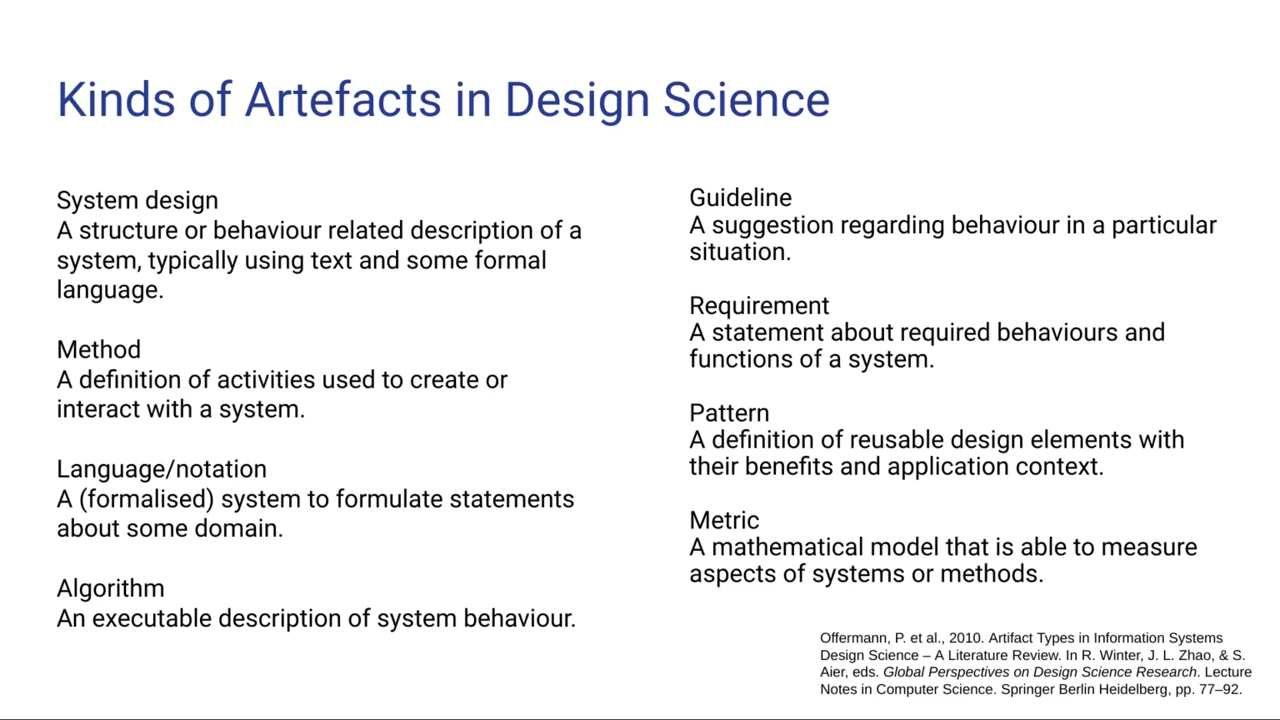 Kinds of Artefacts in Design Science
System design
A structure or behaviour related description of a
system, typically using text and some formal
language.
Method
A definition of activities used to create or
interact with a system.
Language/notation
A (formalised) system to formulate statements
about some domain.
Algorithm
An executable description of system behaviour.
Guideline
A suggestion regarding behaviour in a particular
situation.
Requirement
A statement about required behaviours and
functions of a system.
Pattern
A definition of reusable design elements with
their benefits and application context.
Metric
A mathematical model that is able to measure
aspects of systems or methods.
Offermann, P. et al., 2010. Artifact Types in Information Systems
Design Science – A Literature Review. In R. Winter, J. L. Zhao, & S.
Aier, eds. Global Perspectives on Design Science Research. Lecture
Notes in Computer Science. Springer Berlin Heidelberg, pp. 77–92.